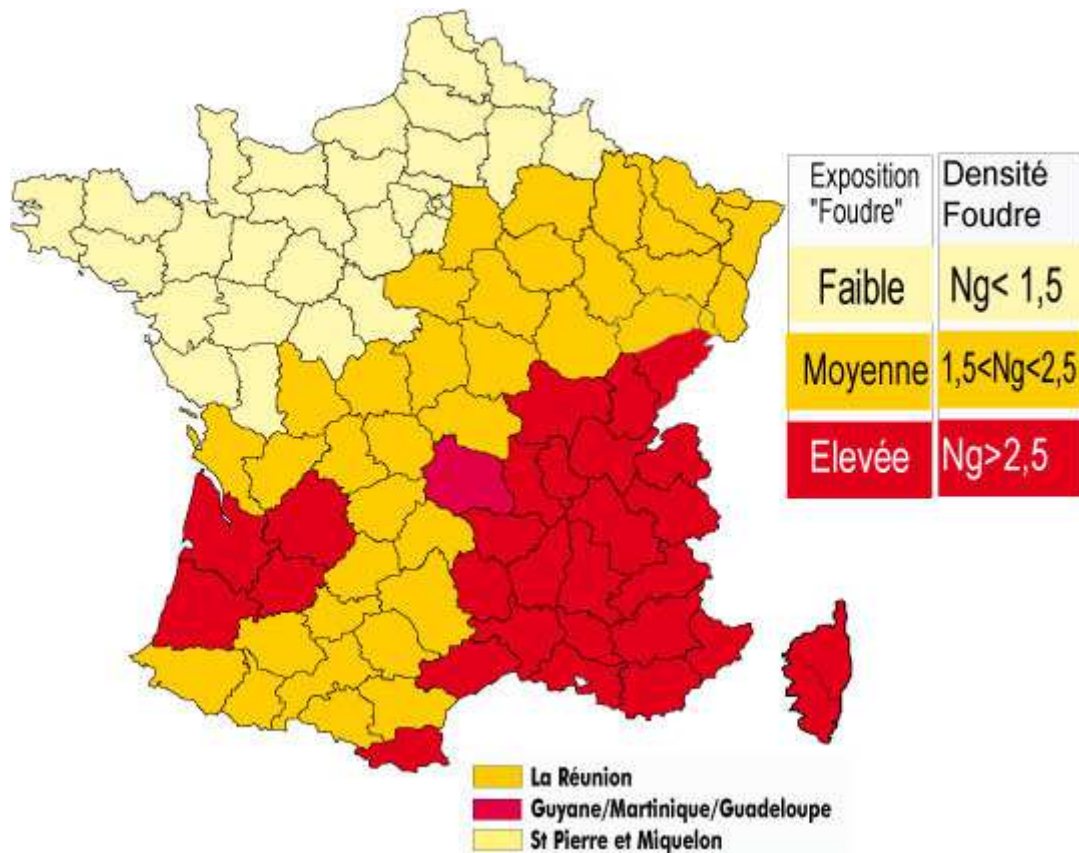 Exposition
"Foudre"
Densité
Foudre
Faible
Ng< 1,5
Moyenne
1,5<Ng<2,5
Elevée
Ng>2,5
La Réunion
Guyane/Martinique/Guadeloupe
St Pierre et Miquelon